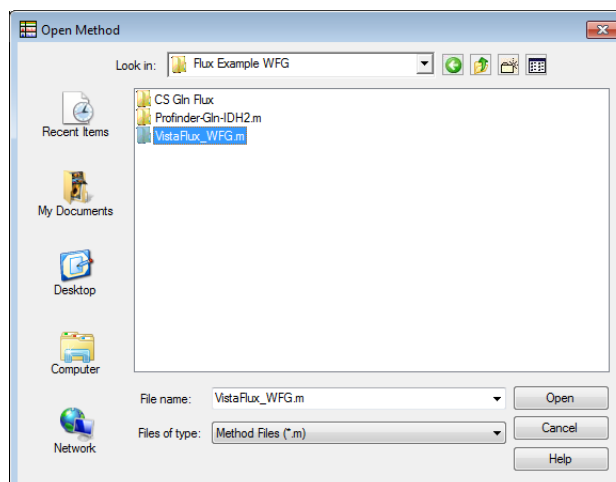 Open Method
Look in: Flux Example WFG
Recent Items
My Documents
Desktop
Computer
Network
CS Gln Flux
Profinder-Gln-IDH2.m
VistaFlux_WFG.m
File name: VistaFlux_WFG.m Open
Files of type: Method Files (*.m) Cancel
Help